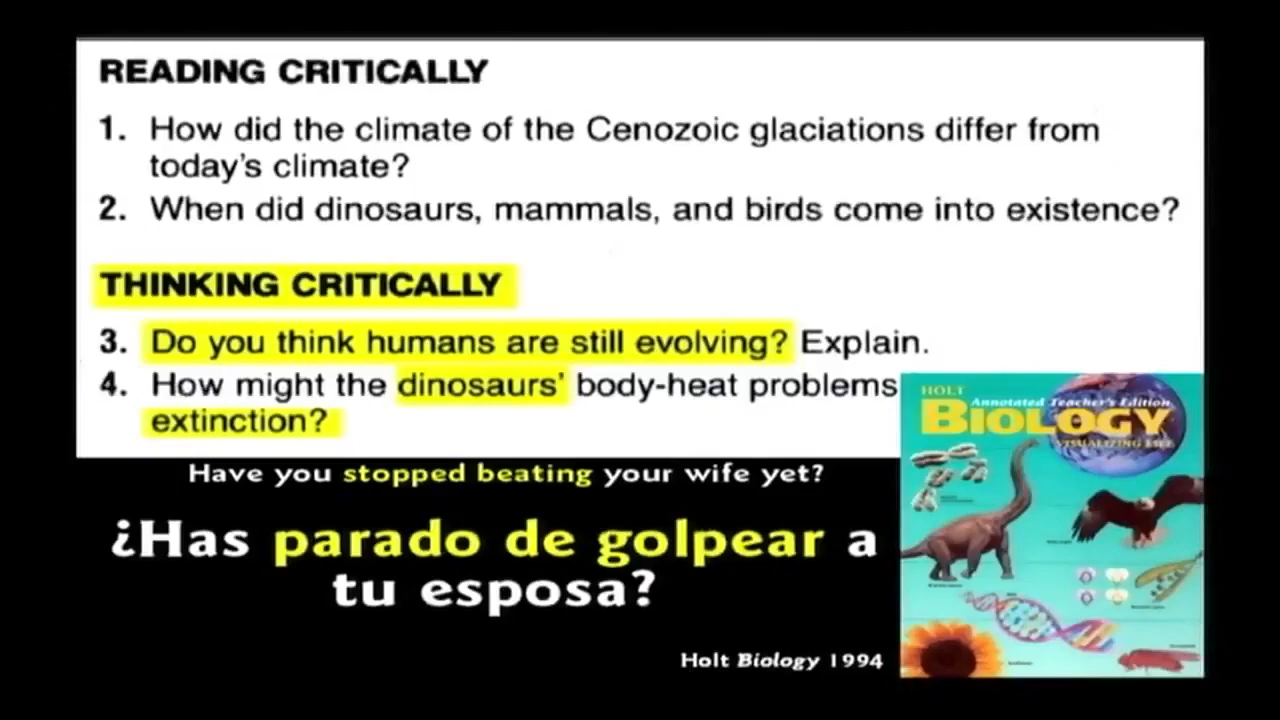 READING CRITICALLY
1. How did the climate of the Cenozoic glaciations differ from
today's climate?
2. When did dinosaurs, mammals, and birds come into existence?
THINKING CRITICALLY
3. Do you think humans are still evolving? Explain.
4. How might the dinosaurs' body-heat problems
extinction?
Have you stopped beating your wife yet?
¿Has parado de golpear a
tu esposa?
Holt Biology 1994
HOLT
Annotated Teacher's Edition
BIOLOGY
VISUALIZING LIFE